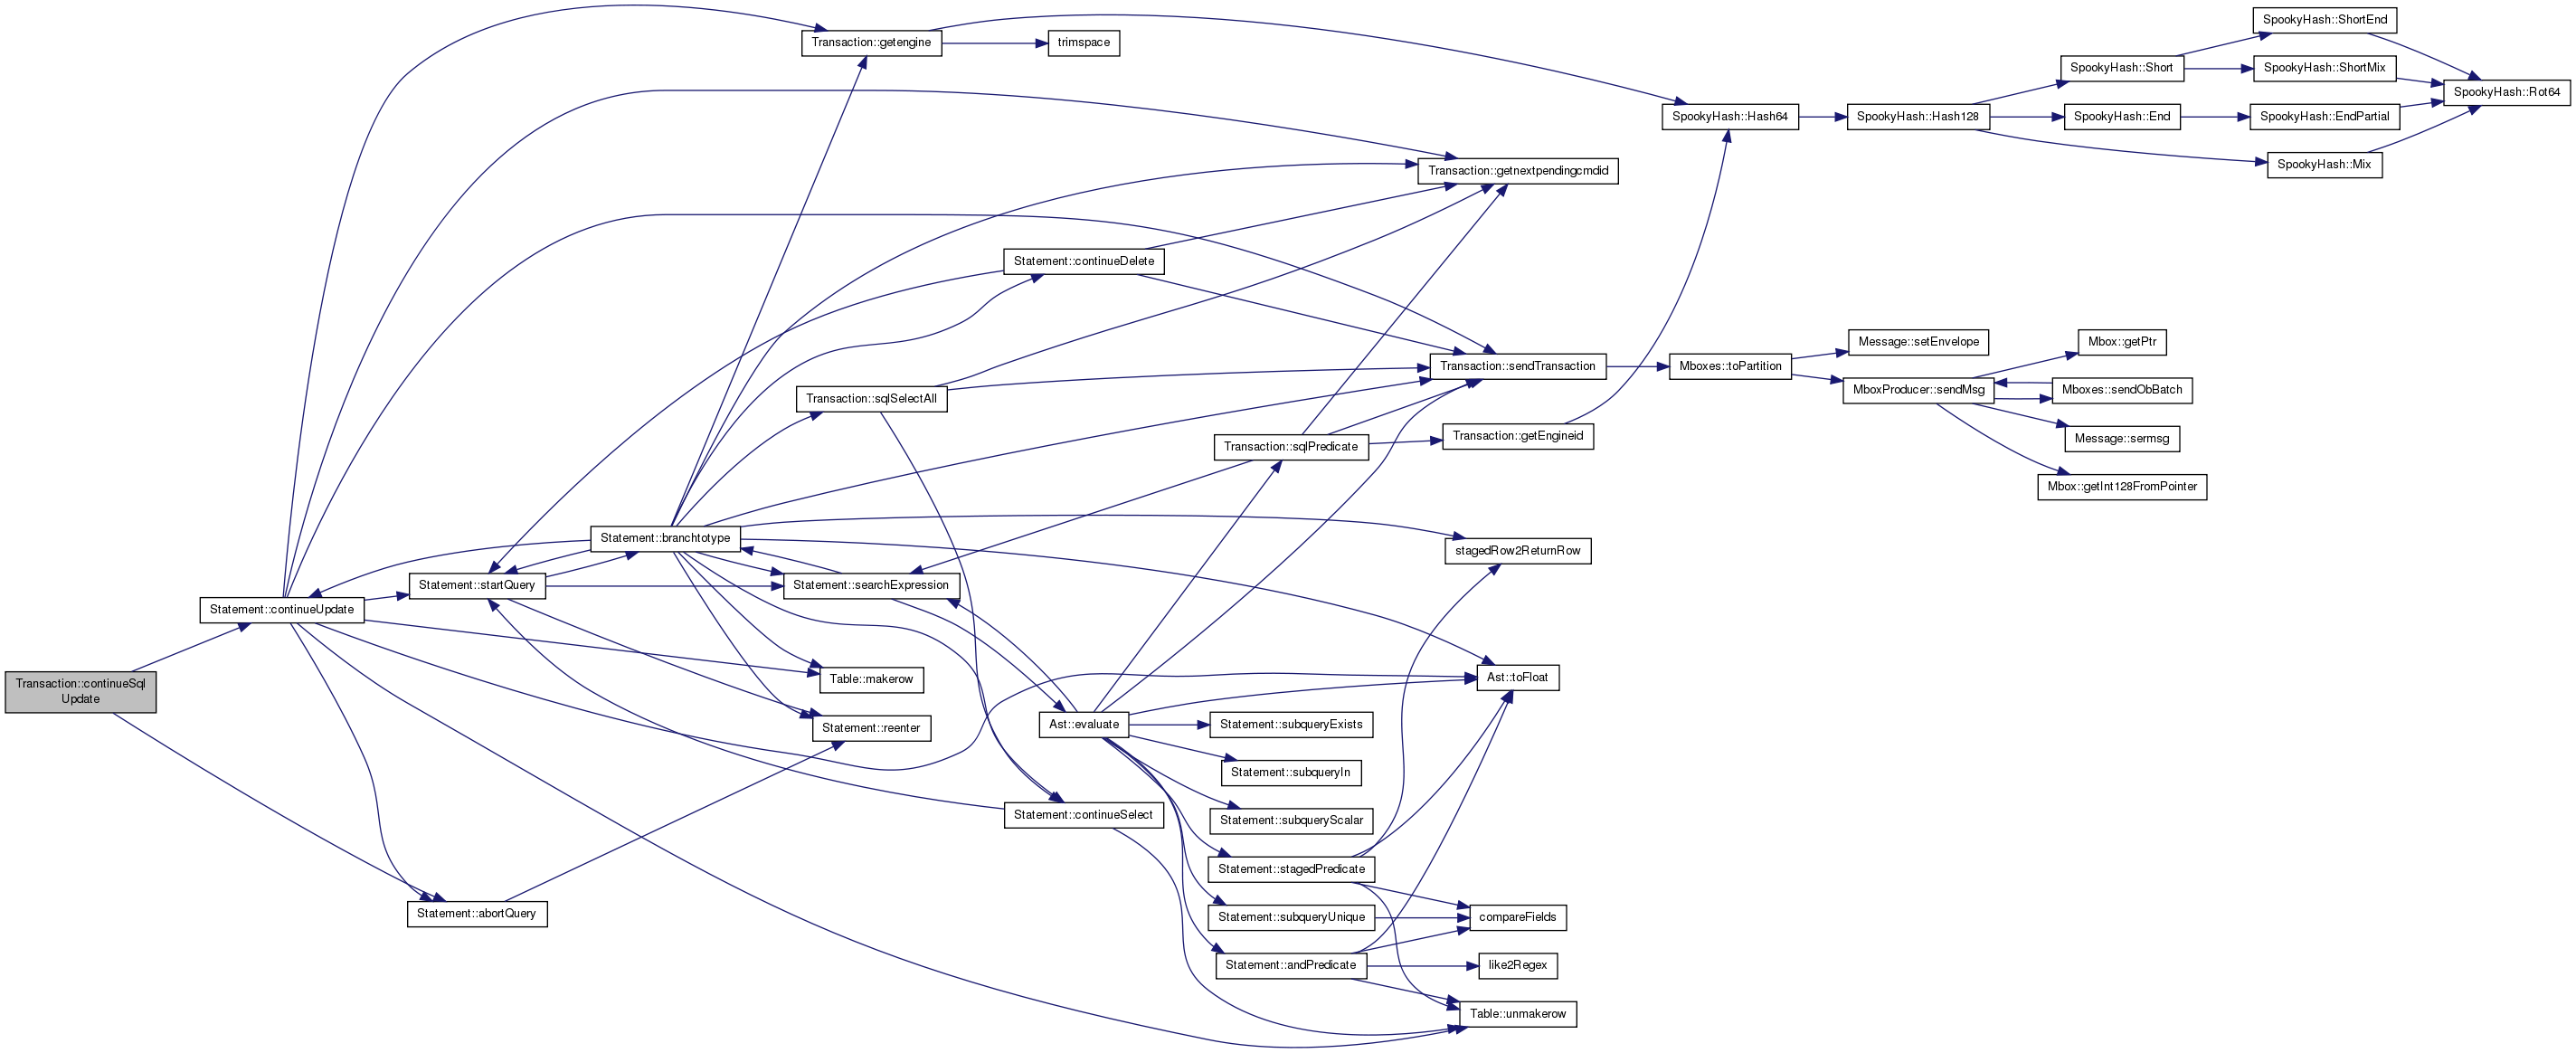 Transaction::continueSql
Update
Statement::continueUpdate
Statement::startQuery
Statement::abortQuery
Statement::branchtotype
Transaction::getengine
Transaction::sqlSelectAll
Statement::searchExpression
Table::makerow
Statement::reenter
trimspace
Statement::continueDelete
Ast::evaluate
Statement::continueSelect
Transaction::sqlPredicate
Statement::subqueryExists
Statement::subqueryIn
Statement::subqueryScalar
Statement::stagedPredicate
Statement::subqueryUnique
Statement::andPredicate
Transaction::getnextpendingcmdid
Transaction::sendTransaction
Transaction::getEngineid
stagedRow2ReturnRow
Ast::toFloat
compareFields
like2Regex
Table::unmakerow
SpookyHash::Hash64
Mboxes::toPartition
SpookyHash::Hash128
Message::setEnvelope
MboxProducer::sendMsg
SpookyHash::Short
SpookyHash::End
Mbox::getPtr
Mboxes::sendObBatch
Message::sermsg
Mbox::getInt128FromPointer
SpookyHash::ShortEnd
SpookyHash::ShortMix
SpookyHash::EndPartial
SpookyHash::Mix
SpookyHash::Rot64